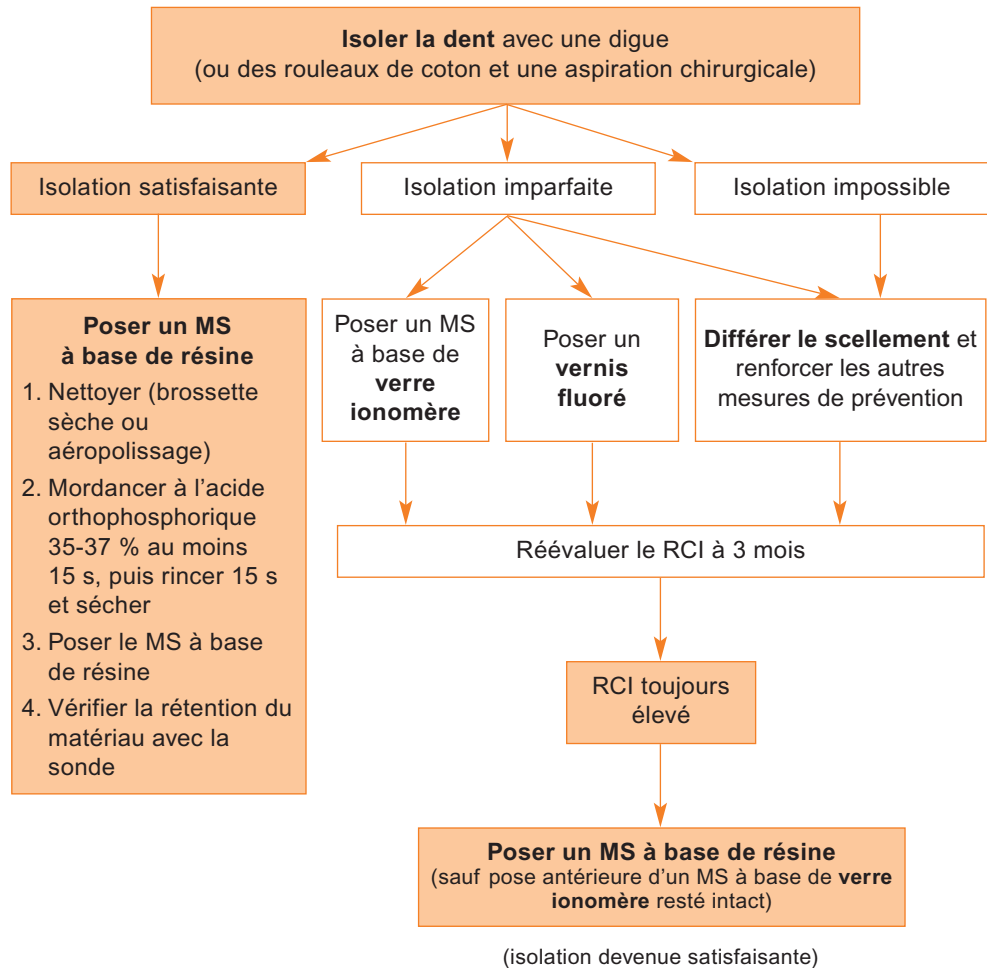 Isoler la dent avec une digue
(ou des rouleaux de coton et une aspiration chirurgicale)
Isolation satisfaisante
Isolation imparfaite
Isolation impossible
Poser un MS
à base de résine
1. Nettoyer (brossette
sèche ou
aéropolissage)
2. Mordancer à l’acide
orthophosphorique
35-37 % au moins
15 s, puis rincer 15 s
et sécher
3. Poser le MS à base
de résine
4. Vérifier la rétention du
matériau avec la
sonde
Poser un MS
à base de
verre
ionomère
Poser un
vernis
fluoré
Différer le scellement et
renforcer les autres
mesures de prévention
Réévaluer le RCI à 3 mois
RCI toujours
élevé
Poser un MS à base de résine
(sauf pose antérieure d’un MS à base de verre
ionomère resté intact)
(isolation devenue satisfaisante)